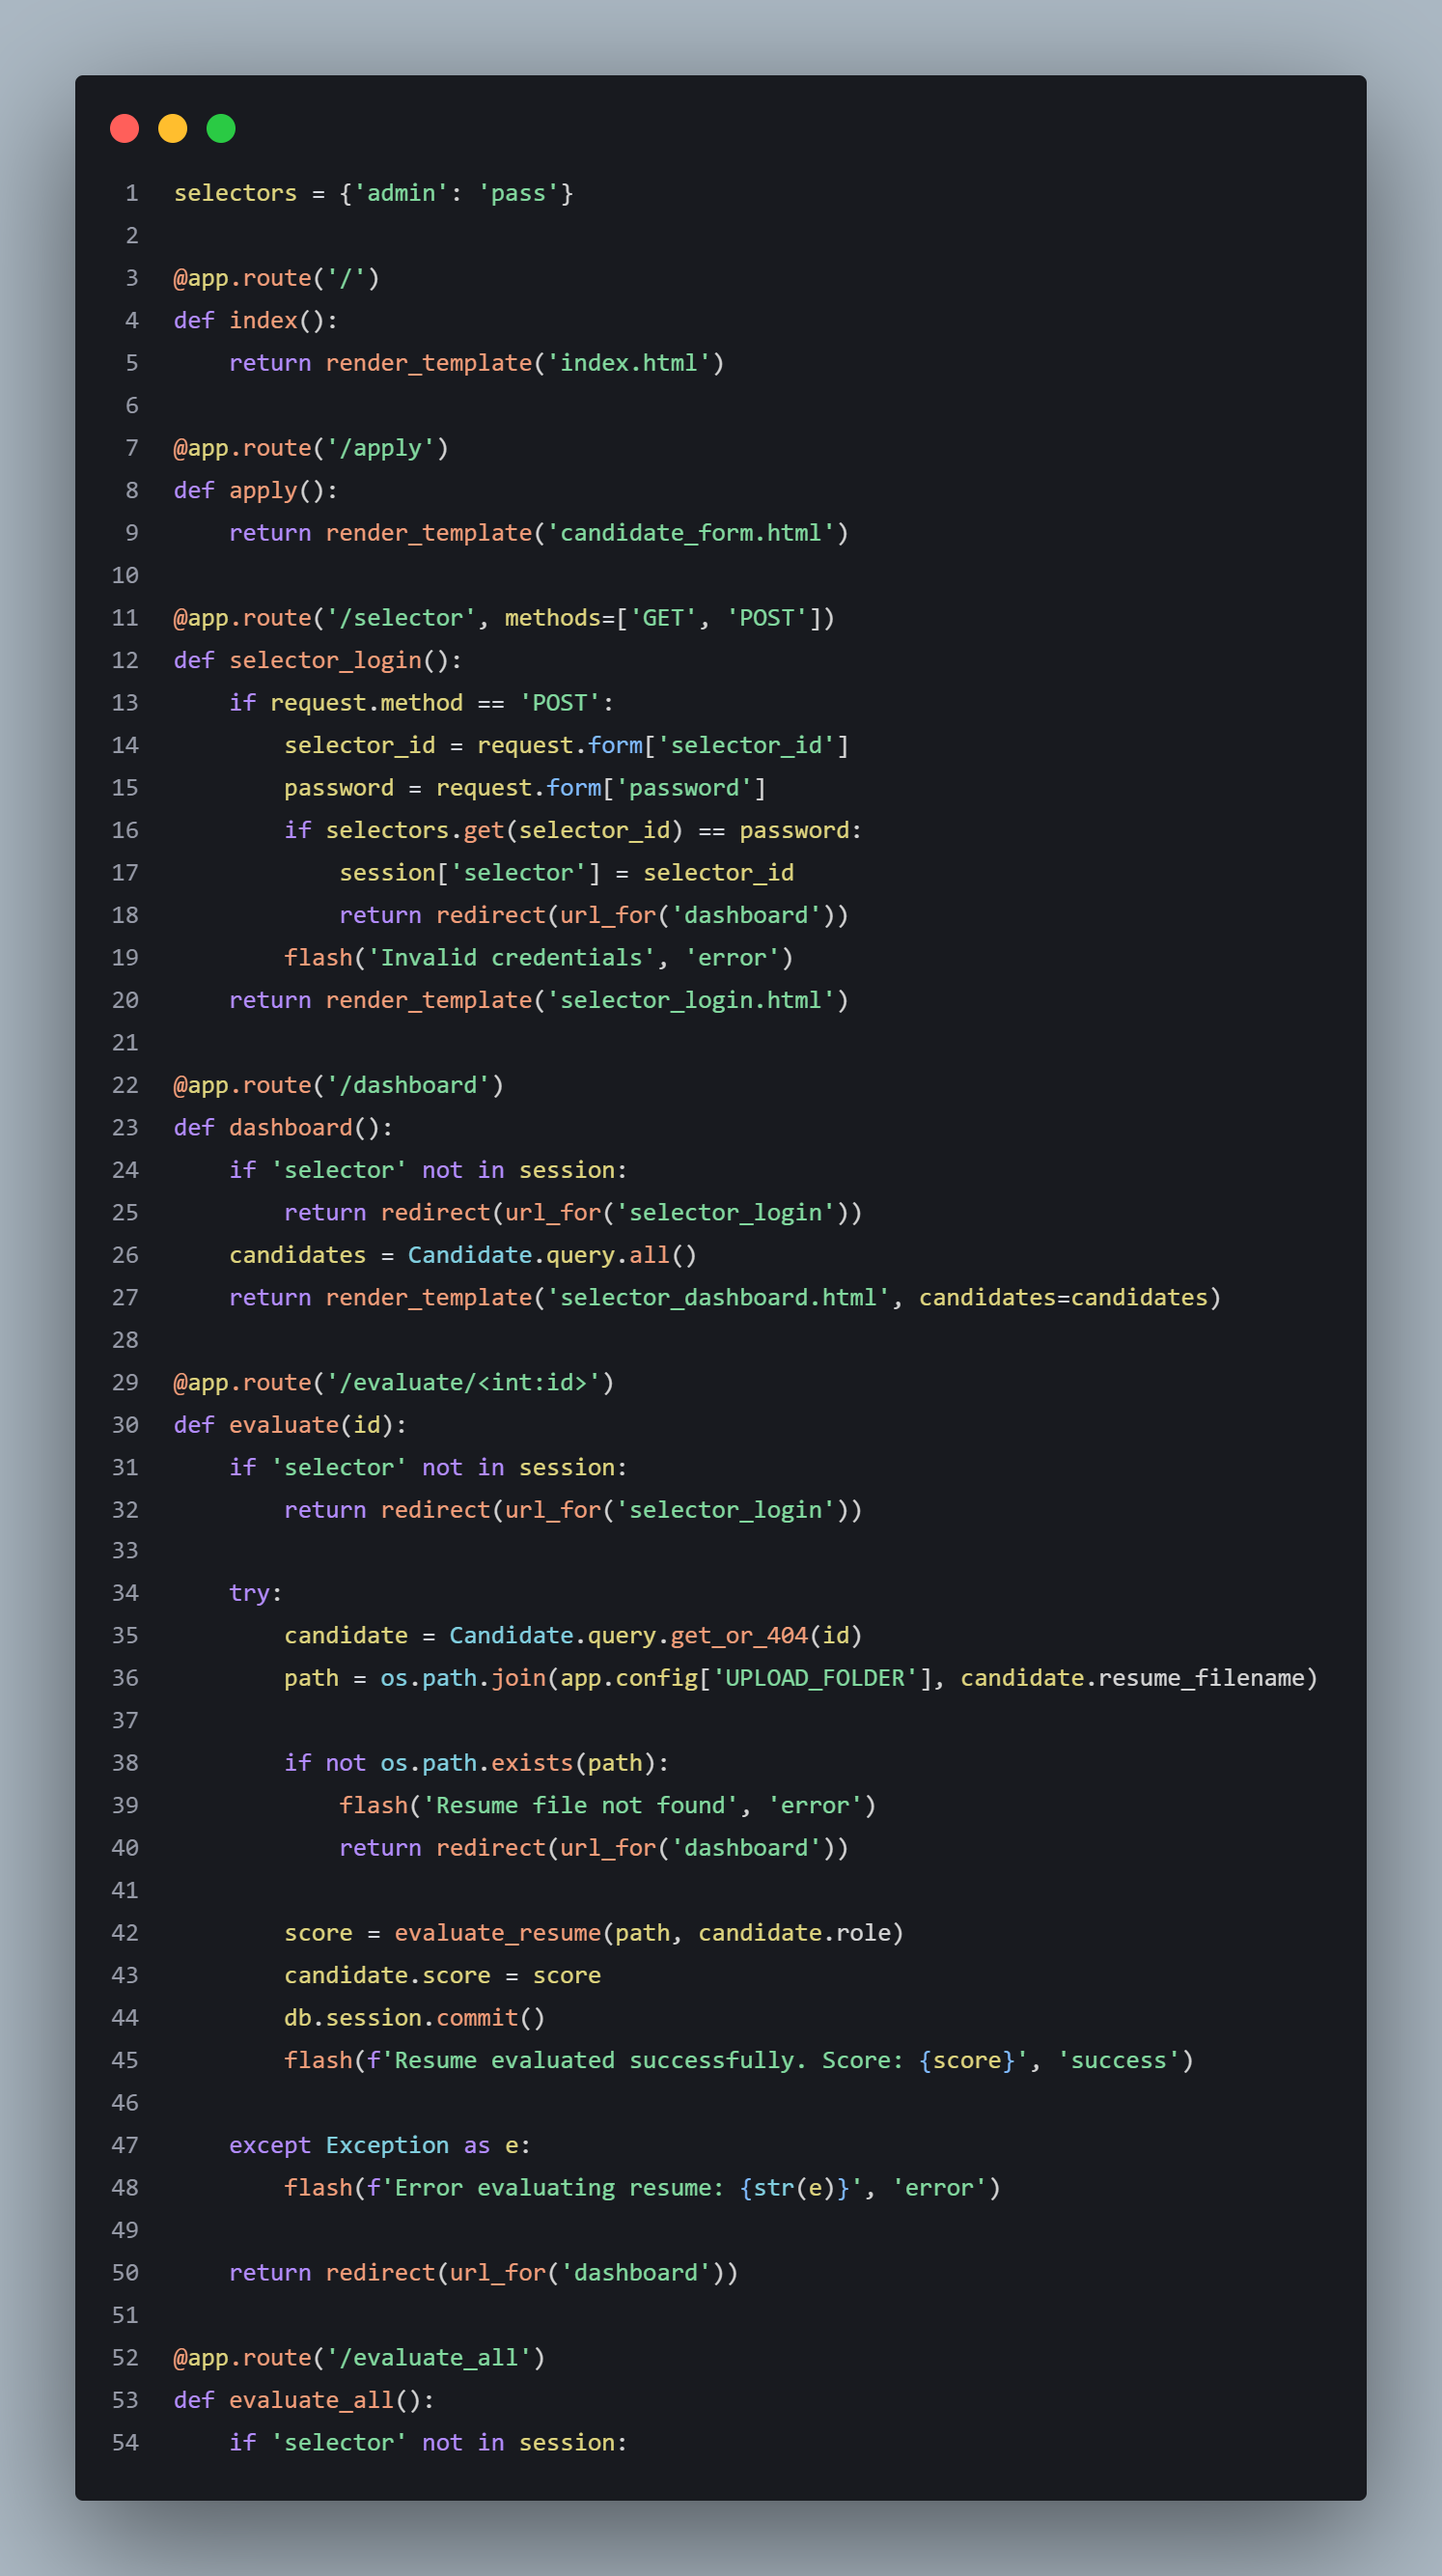 1 selectors = {'admin': 'pass'}
2
3 @app.route('/')
4 def index():
5     return render_template('index.html')
6
7 @app.route('/apply')
8 def apply():
9     return render_template('candidate_form.html')
10
11 @app.route('/selector', methods=['GET', 'POST'])
12 def selector_login():
13     if request.method == 'POST':
14         selector_id = request.form['selector_id']
15         password = request.form['password']
16         if selectors.get(selector_id) == password:
17             session['selector'] = selector_id
18             return redirect(url_for('dashboard'))
19         flash('Invalid credentials', 'error')
20     return render_template('selector_login.html')
21
22 @app.route('/dashboard')
23 def dashboard():
24     if 'selector' not in session:
25         return redirect(url_for('selector_login'))
26     candidates = Candidate.query.all()
27     return render_template('selector_dashboard.html', candidates=candidates)
28
29 @app.route('/evaluate/<int:id>')
30 def evaluate(id):
31     if 'selector' not in session:
32         return redirect(url_for('selector_login'))
33
34     try:
35         candidate = Candidate.query.get_or_404(id)
36         path = os.path.join(app.config['UPLOAD_FOLDER'], candidate.resume_filename)
37
38         if not os.path.exists(path):
39             flash('Resume file not found', 'error')
40             return redirect(url_for('dashboard'))
41
42         score = evaluate_resume(path, candidate.role)
43         candidate.score = score
44         db.session.commit()
45         flash(f'Resume evaluated successfully. Score: {score}', 'success')
46
47     except Exception as e:
48         flash(f'Error evaluating resume: {str(e)}', 'error')
49
50     return redirect(url_for('dashboard'))
51
52 @app.route('/evaluate_all')
53 def evaluate_all():
54     if 'selector' not in session: